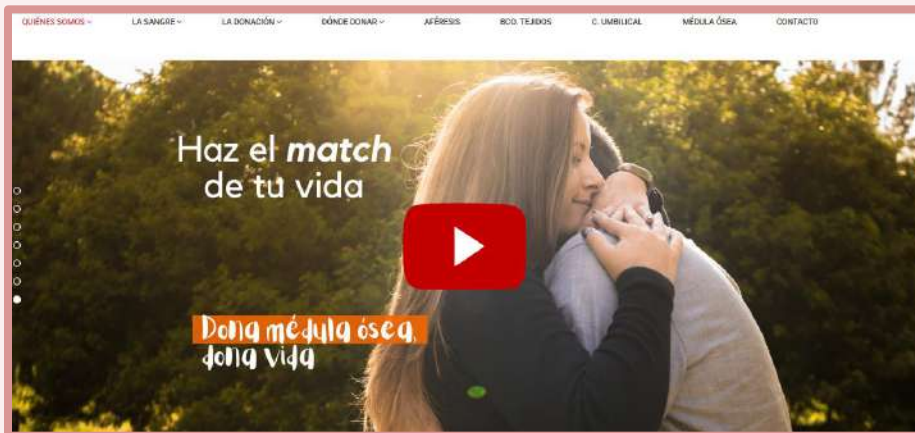 QUIÉNES SOMOS
LA SANGRE
LA DONACIÓN
DÓNDE DONAR
AFÉRESIS
BCO. TEJIDOS
C. UMBILICAL
MÉDULA ÓSEA
CONTACTO
Haz el match
de tu vida
Dona médula ósea,
dona vida